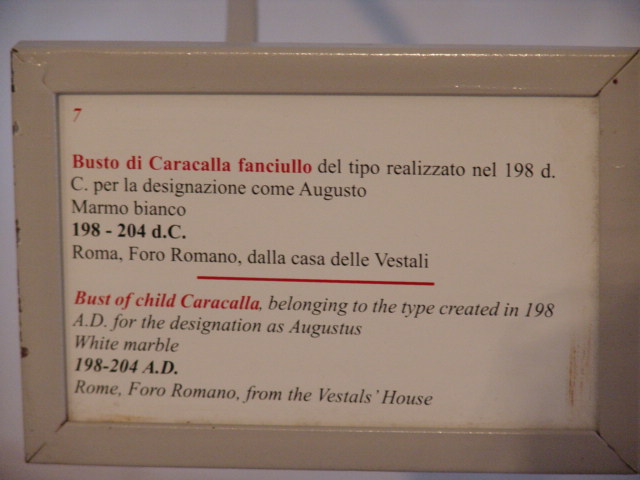 7
Busto di Caracalla fanciullo del tipo realizzato nel 198 d.
C. per la designazione come Augusto
Marmo bianco
198 - 204 d.C.
Roma, Foro Romano, dalla casa delle Vestali
Bust of child Caracalla, belonging to the type created in 198
A.D. for the designation as Augustus
White marble
198-204 A.D.
Rome, Foro Romano, from the Vestals' House